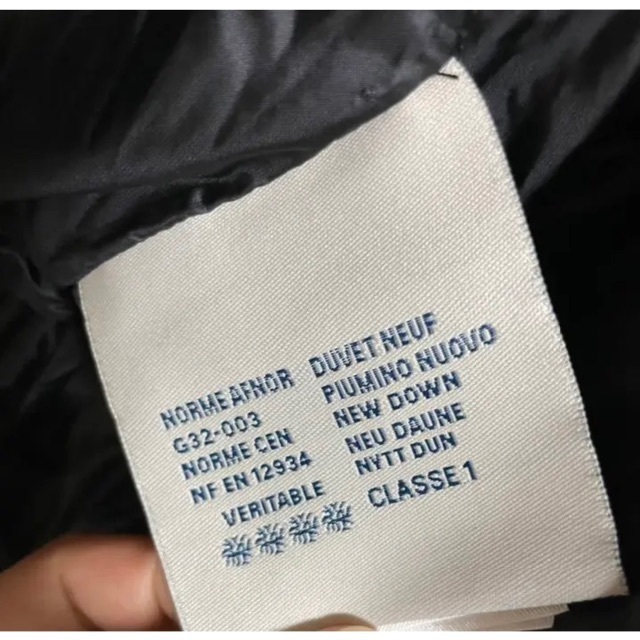 NORME AFNOR
G32-003
NORME CEN
NF EN 12934
VERITABLE
DUVET NEUF
PIUMINO NUOVO
NEW DOWN
NEU DAUNE
NYTT DUN
CLASSE 1